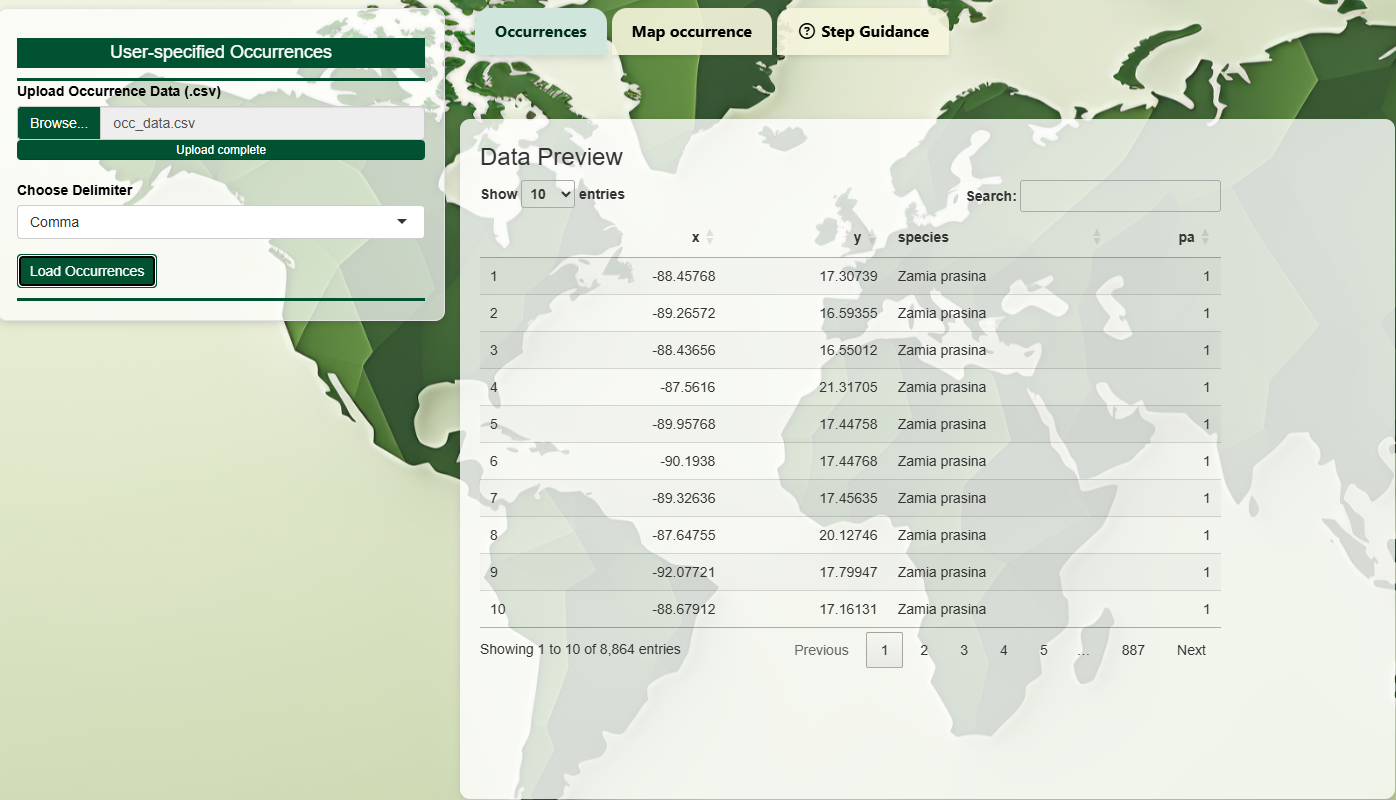 User-specified Occurrences
Upload Occurrence Data (.csv)
Browse... occ_data.csv
Upload complete
Choose Delimiter
Comma
Load Occurrences
Occurrences Map occurrence Step Guidance
Data Preview
Show 10 entries Search:
x y species pa
1 -88.45768 17.30739 Zamia prasina 1
2 -89.26572 16.59355 Zamia prasina 1
3 -88.43656 16.55012 Zamia prasina 1
4 -87.5616 21.31705 Zamia prasina 1
5 -89.95768 17.44758 Zamia prasina 1
6 -90.1938 17.44768 Zamia prasina 1
7 -89.32636 17.45635 Zamia prasina 1
8 -87.64755 20.12746 Zamia prasina 1
9 -92.07721 17.79947 Zamia prasina 1
10 -88.67912 17.16131 Zamia prasina 1
Showing 1 to 10 of 8,864 entries Previous 1 2 3 4 5 … 887 Next